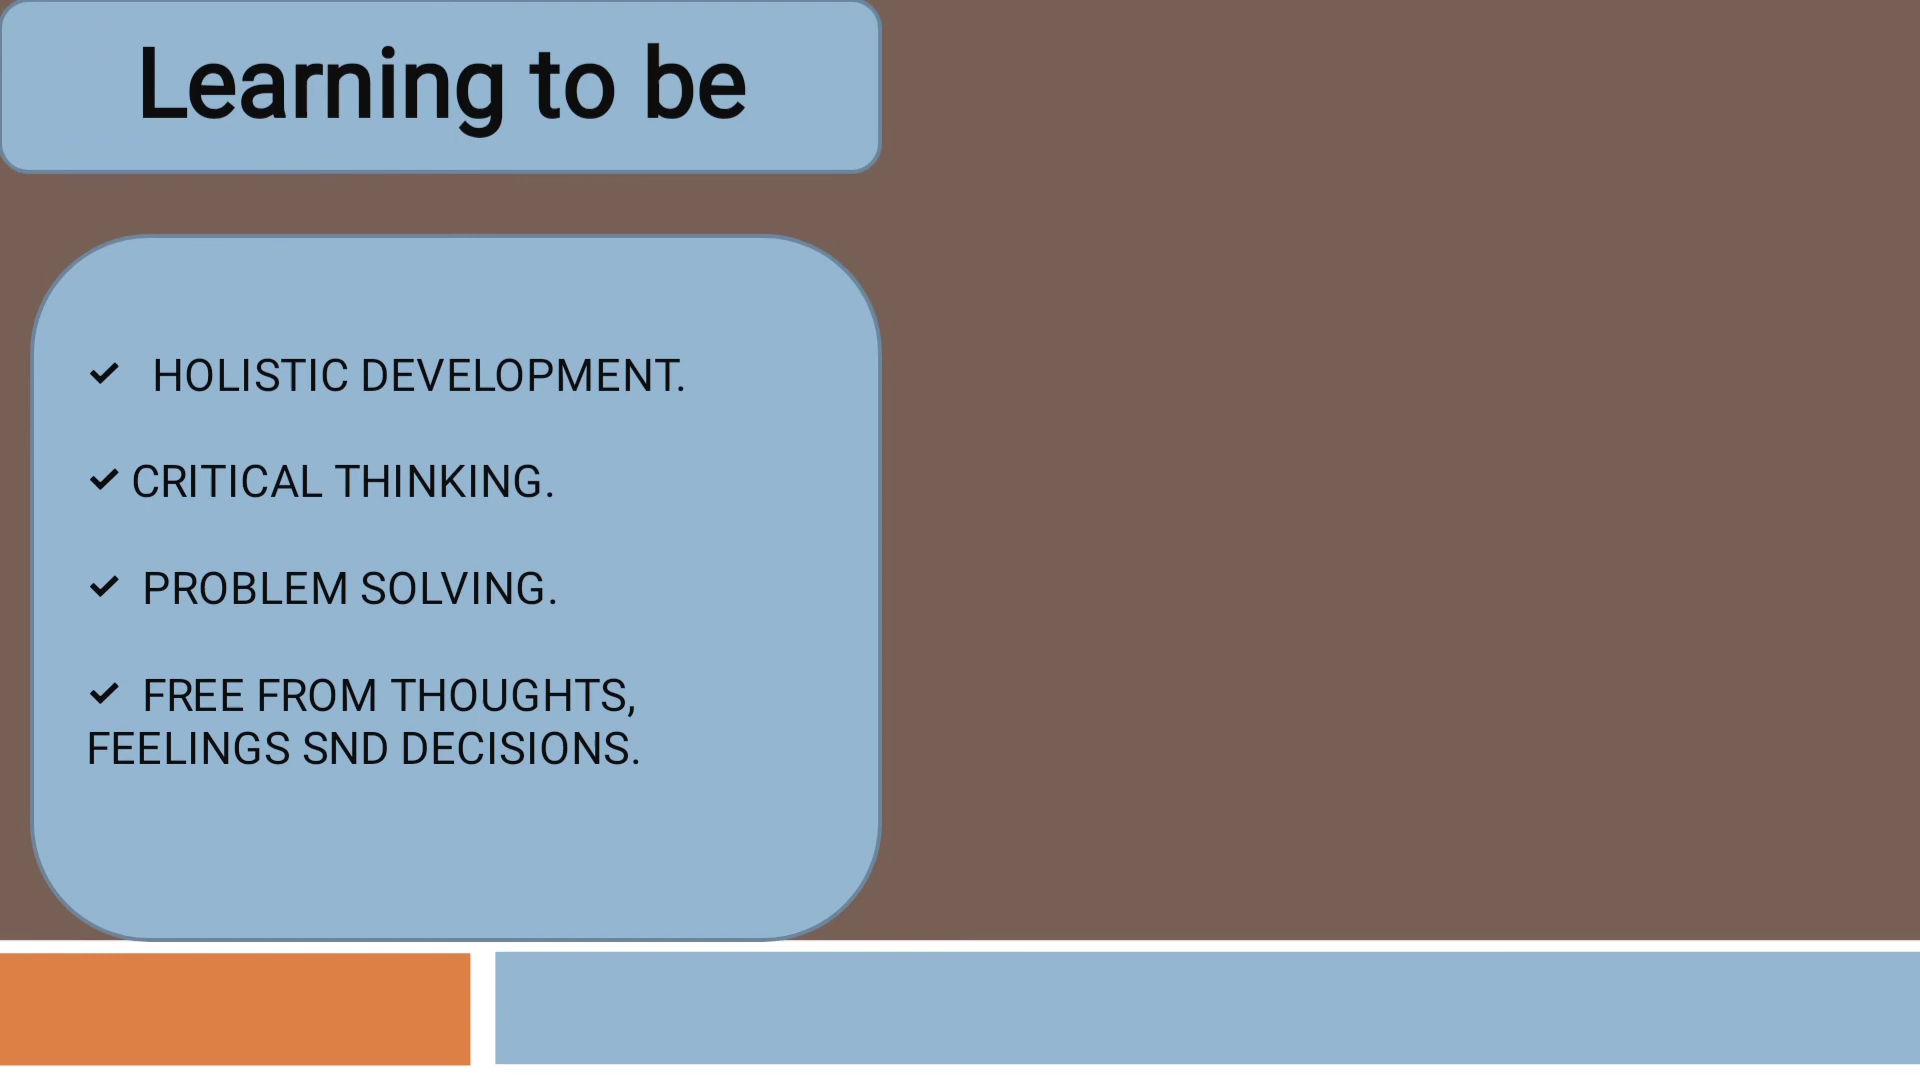 Learning to be
✓ HOLISTIC DEVELOPMENT.
✓ CRITICAL THINKING.
✓ PROBLEM SOLVING.
✓ FREE FROM THOUGHTS,
FEELINGS SND DECISIONS.